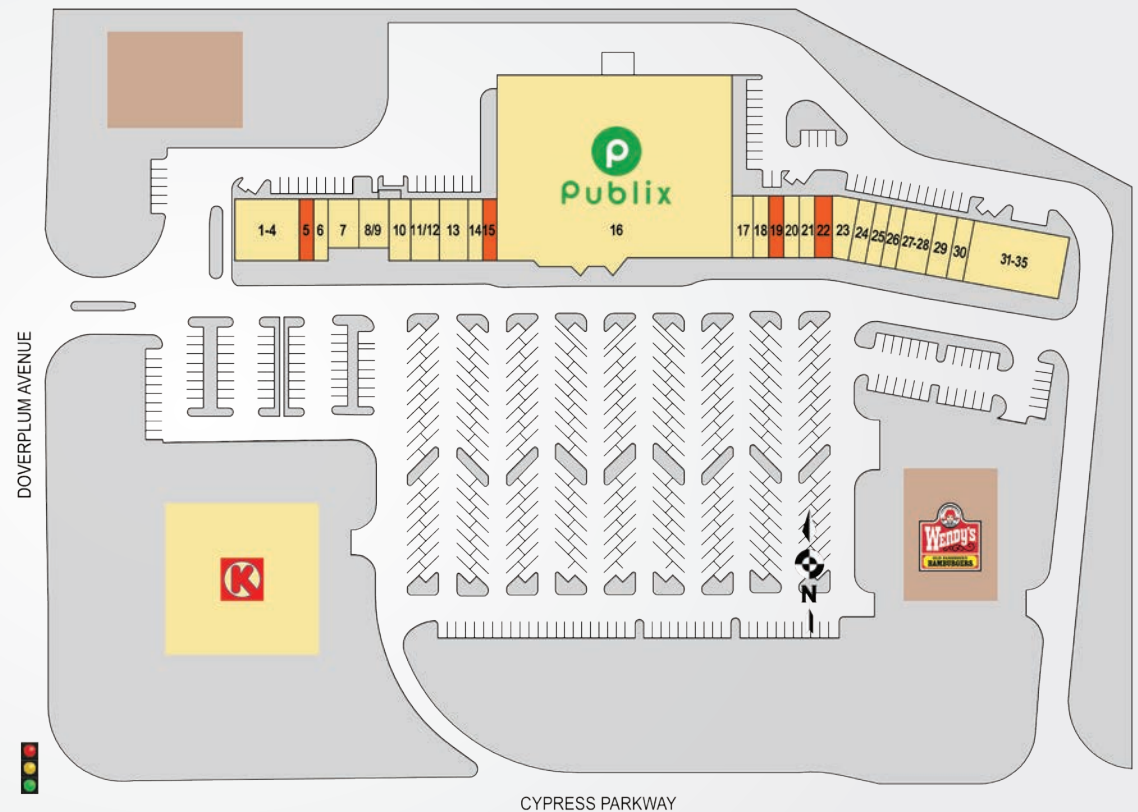 P
Publix
1-4
5
6
7
8/9
10
11/12
13
14
15
16
17
18
19
20
21
22
23
24
25
26
27-28
29
30
31-35
DOVERPLUM AVENUE
K
WENDY'S
OLD FASHIONED
HAMBURGERS
N
CYPRESS PARKWAY